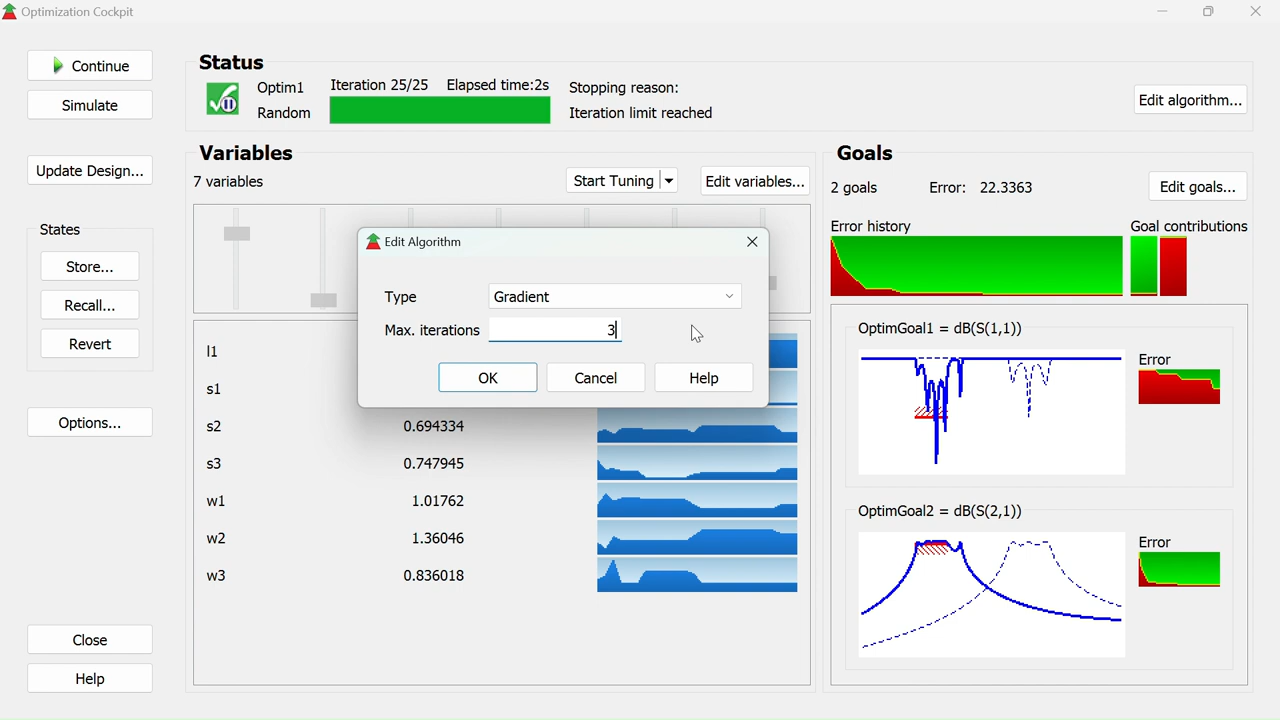 Optimization Cockpit
Continue
Simulate
Update Design...
States
Store...
Recall...
Revert
Options...
Close
Help
Status
Optim1
Random
Iteration 25/25 Elapsed time:2s
Stopping reason:
Iteration limit reached
Edit algorithm...
Variables
7 variables
Start Tuning
Edit variables...
Edit Algorithm
Type Gradient
Max. iterations 3
OK Cancel Help
l1
s1
s2 0.694334
s3 0.747945
w1 1.01762
w2 1.36046
w3 0.836018
Goals
2 goals Error: 22.3363
Edit goals...
Error history Goal contributions
OptimGoal1 = dB(S(1,1))
Error
OptimGoal2 = dB(S(2,1))
Error